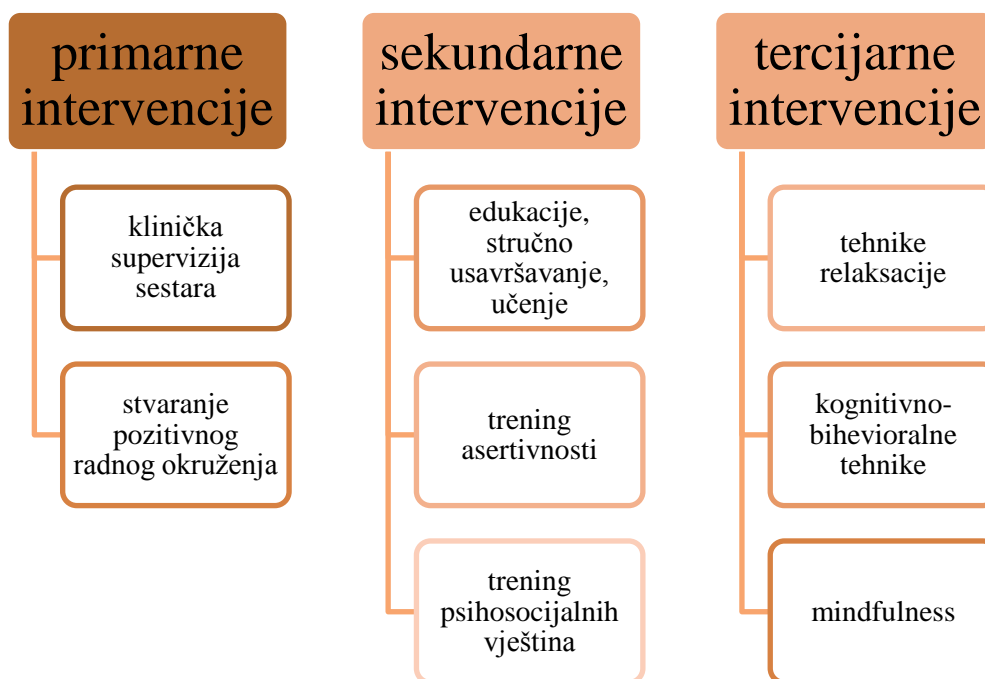 primarne
intervencije
klinička
supervizija
sestara
stvaranje
pozitivnog
radnog okruženja
sekundarne
intervencije
edukacije,
stručno
usavršavanje,
učenje
trening
asertivnosti
trening
psihosocijalnih
vještina
tercijarne
intervencije
tehnike
relaksacije
kognitivno-
bihevioralne
tehnike
mindfulness